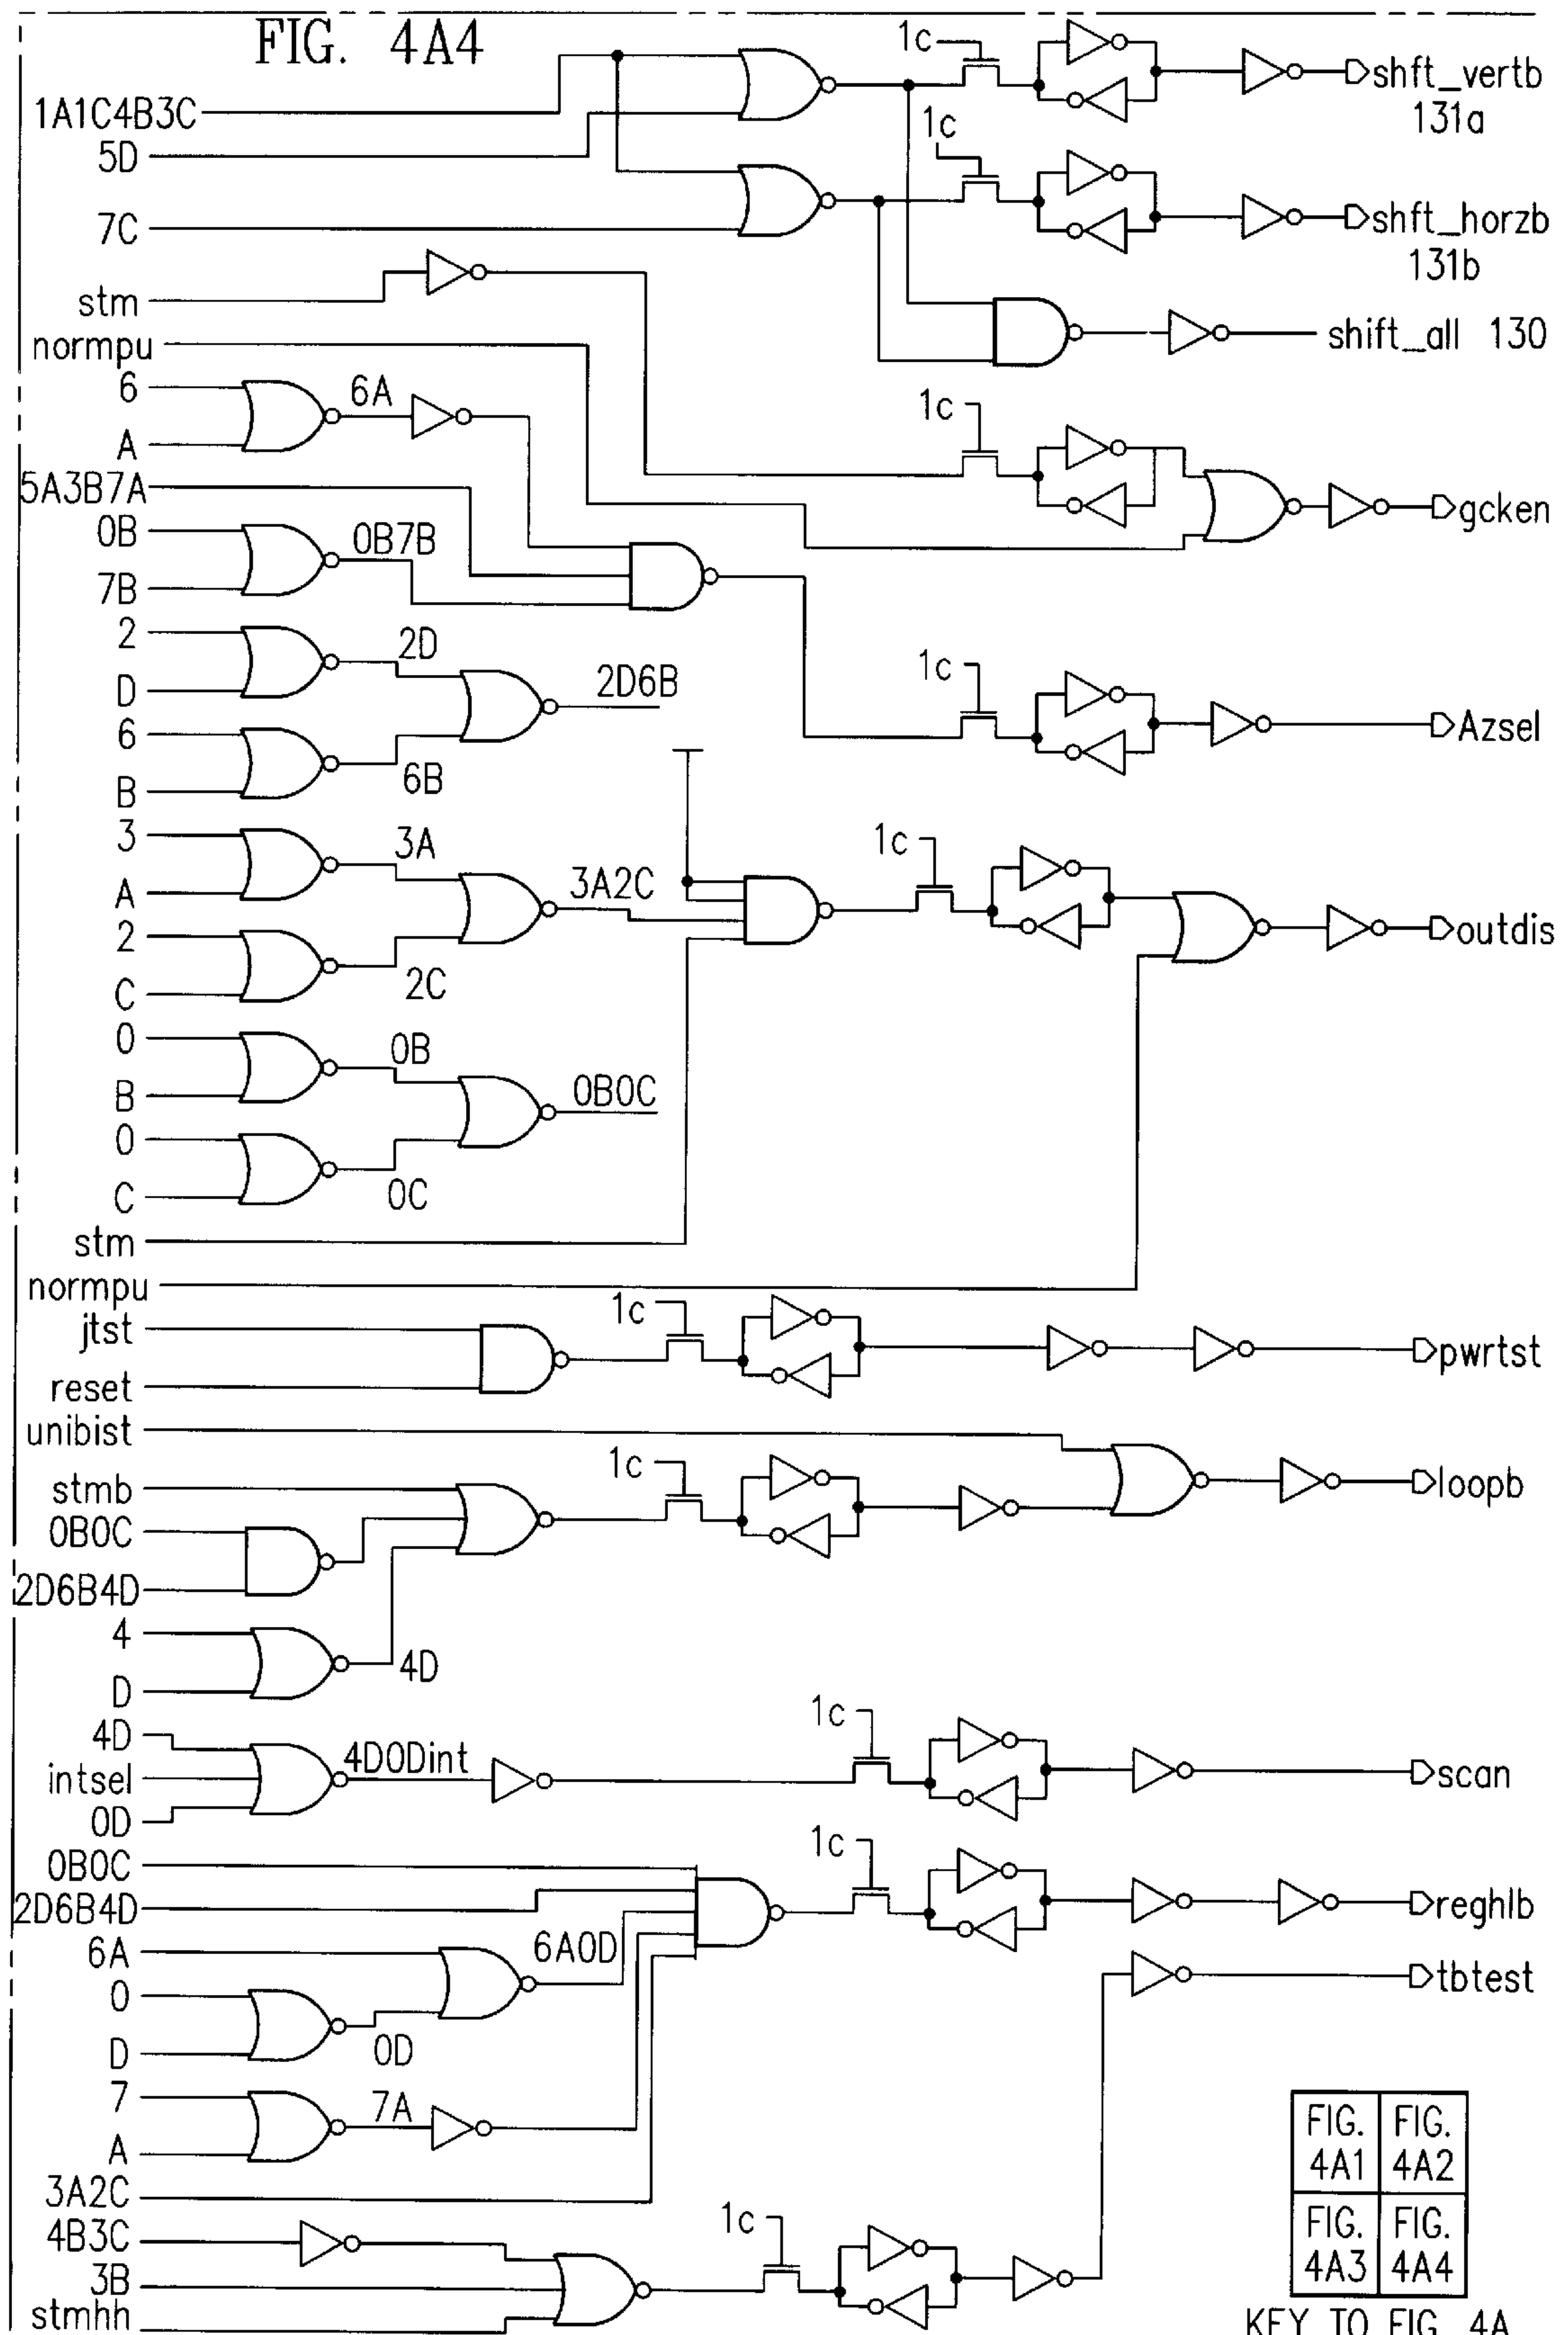 FIG. 4A4
1c
shft_vertb
131a
1A1C4B3C
5D
1c
shft_horzb
131b
7C
stm
shift_all 130
normpu
6
6A
1c
A
5A3B7A
gcken
0B
0B7B
7B
2
2D
D
2D6B
1c
Azsel
6
6B
B
3
3A
1c
A
3A2C
outdis
2
2C
C
0
0B
B
0B0C
0
0C
C
stm
normpu
jtst
1c
pwrtst
reset
unibist
1c
stmb
loopb
0B0C
2D6B4D
4
4D
D
4D
4D0Dint
1c
intsel
scan
0D
1c
0B0C
2D6B4D
reghlb
6A
6A0D
tbtest
0
0D
D
7
7A
A
3A2C
1c
4B3C
3B
stmhh
FIG. 4A1
FIG. 4A2
FIG. 4A3
FIG. 4A4
KEY TO FIG. 4A